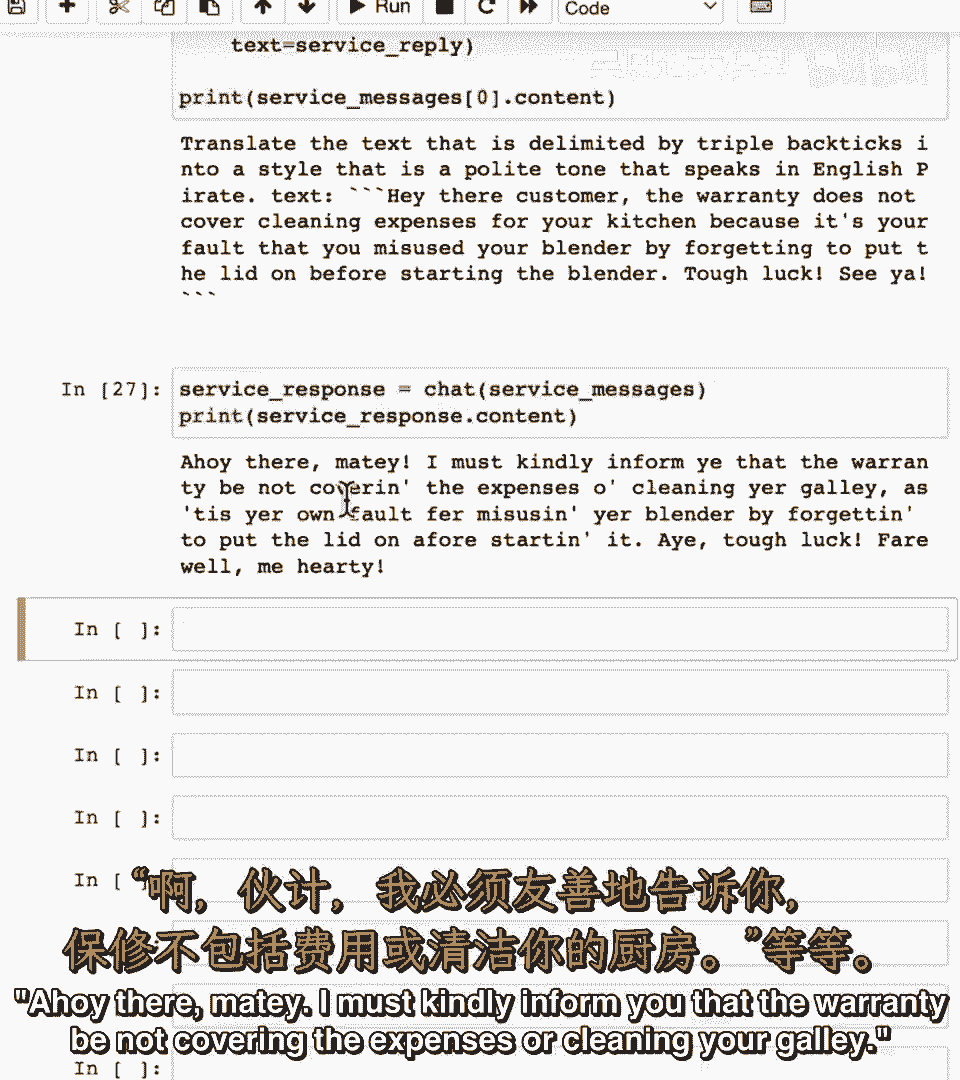 Run
Code
text=service_reply)
print(service_messages[0].content)
Translate the text that is delimited by triple backticks i
nto a style that is a polite tone that speaks in English P
irate. text: ```Hey there customer, the warranty does not
cover cleaning expenses for your kitchen because it's your
fault that you misused your blender by forgetting to put t
he lid on before starting the blender. Tough luck! See ya!
```
In [27]:
service_response = chat(service_messages)
print(service_response.content)
Ahoy there, matey! I must kindly inform ye that the warran
ty be not coverin' the expenses o' cleaning yer galley, as
'tis yer own fault fer misusin' yer blender by forgettin'
to put the lid on afore startin' it. Aye, tough luck! Fare
well, me hearty!
In [ ]:
In [ ]:
In [ ]:
In [ ]:
In [
“啊，伙计，我必须友善地告诉你,
保修不包括费用或清洁你的厨房。”等等。
"Ahoy there, matey. I must kindly inform you that the warranty
be not covering the expenses or cleaning your galley."
In [ ]: